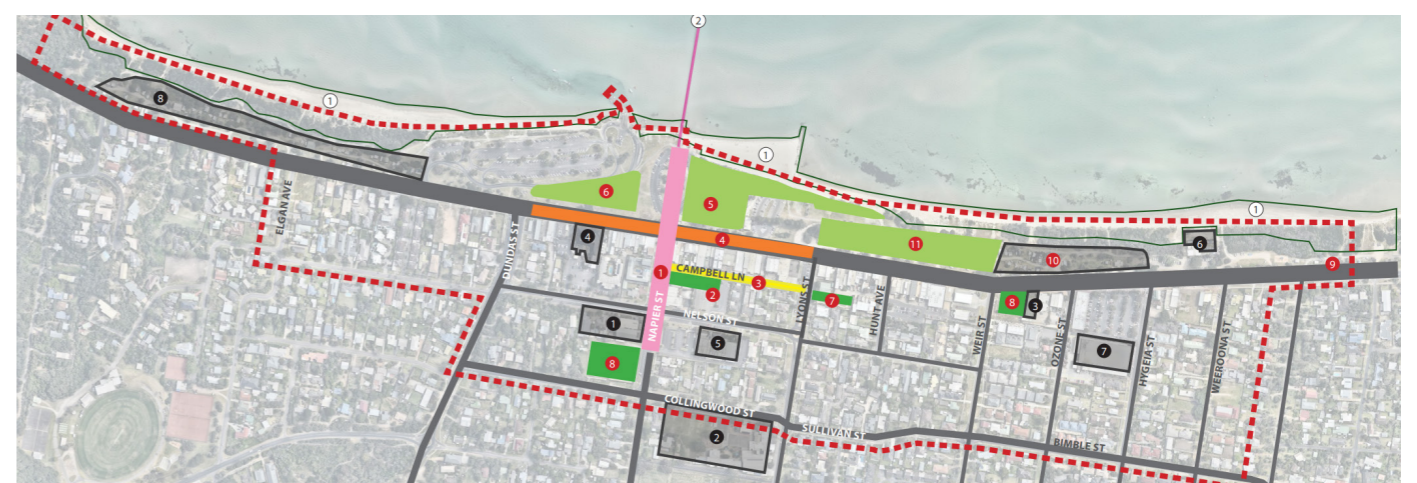 2
8
1
1
1
ELGAN AVE
DUNDAS ST
6
5
4
4
11
10
6
9
1
CAMPBELL LN
2
3
LYONS ST
7
HUNT AVE
8
3
NAPIER ST
NELSON ST
1
5
WEIR ST
OZONE ST
7
HYGEIA ST
WEEROONA ST
8
COLLINGWOOD ST
2
SULLIVAN ST
BIMBLE ST